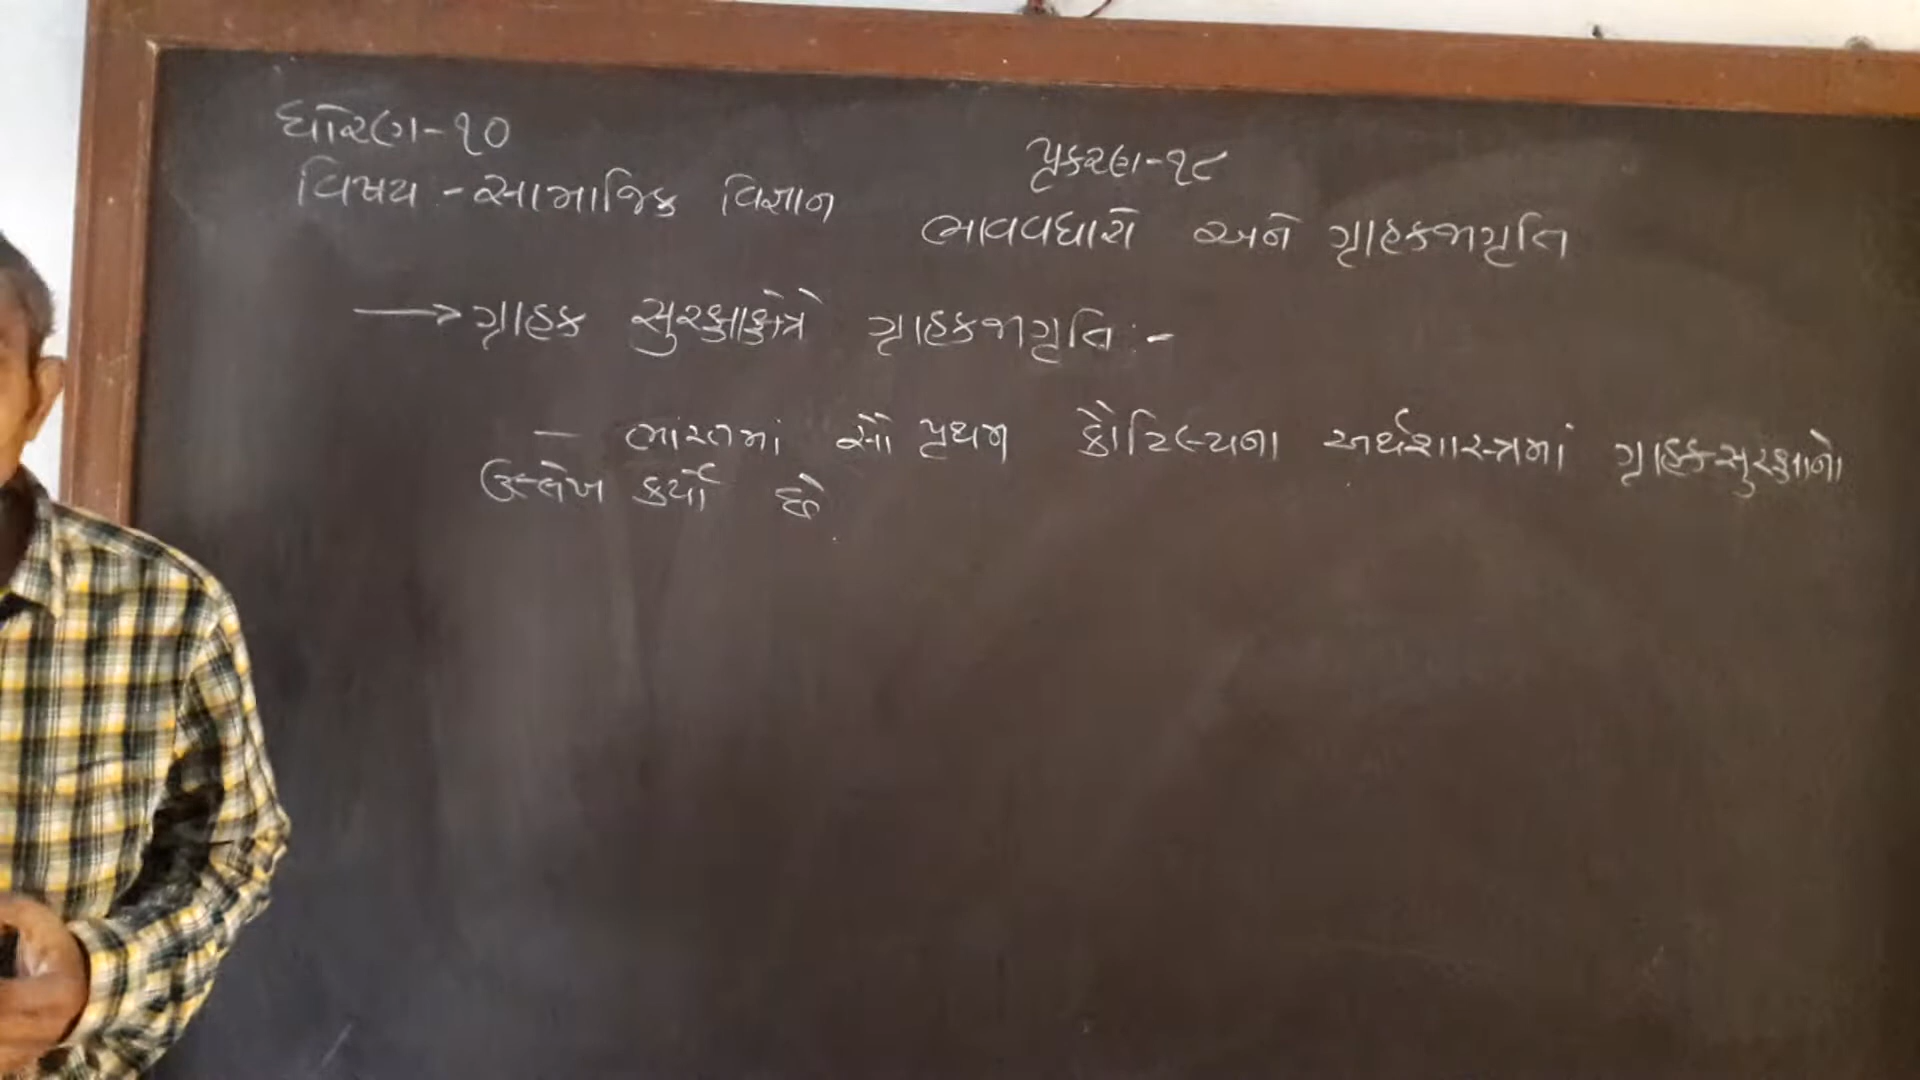 ધોરણ-૧૦
વિષય - સામાજિક વિજ્ઞાન
પ્રકરણ-૧૮
ભાવવધારો અને ગ્રાહકજાગૃતિ
→ ગ્રાહક સુરક્ષાક્ષેત્રે ગ્રાહકજાગૃતિ :-
- ભારતમાં સૌ પ્રથમ કૌટિલ્યના અર્થશાસ્ત્રમાં ગ્રાહકસુરક્ષાનો
ઉલ્લેખ કર્યો છે